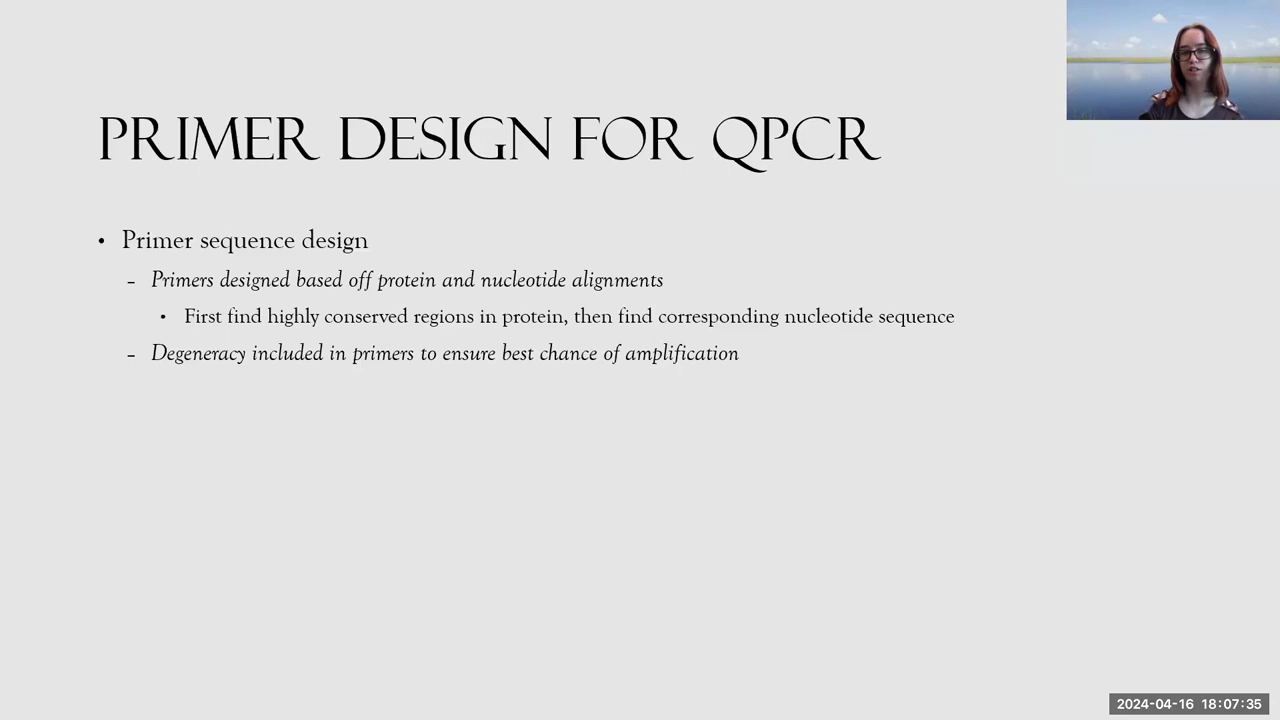 PRIMER DESIGN FOR QPCR
• Primer sequence design
– Primers designed based off protein and nucleotide alignments
• First find highly conserved regions in protein, then find corresponding nucleotide sequence
– Degeneracy included in primers to ensure best chance of amplification
2024-04-16 18:07:35